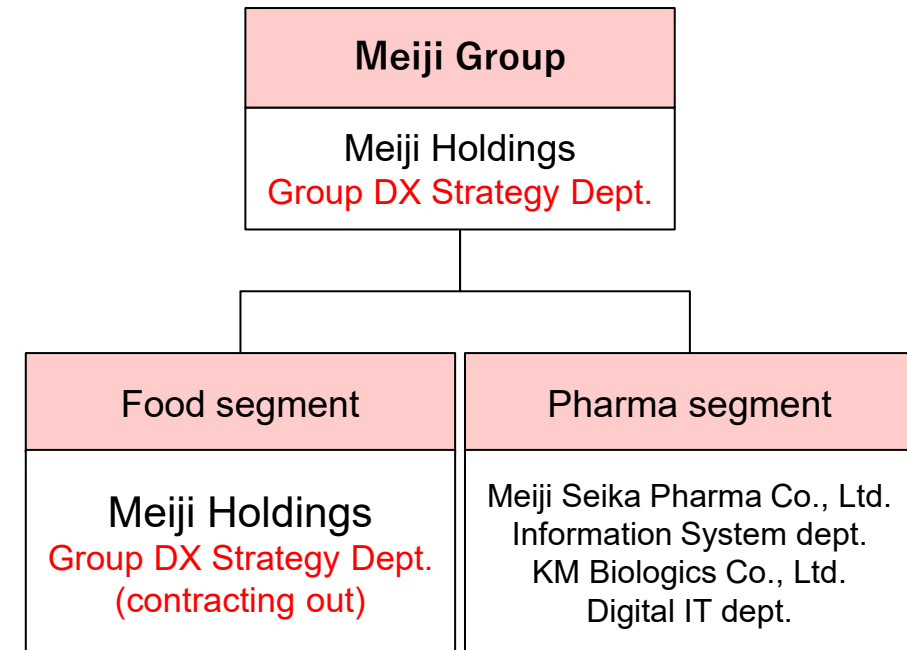 Meiji Group
Meiji Holdings
Group DX Strategy Dept.
Food segment
Meiji Holdings
Group DX Strategy Dept.
(contracting out)
Pharma segment
Meiji Seika Pharma Co., Ltd.
Information System dept.
KM Biologics Co., Ltd.
Digital IT dept.